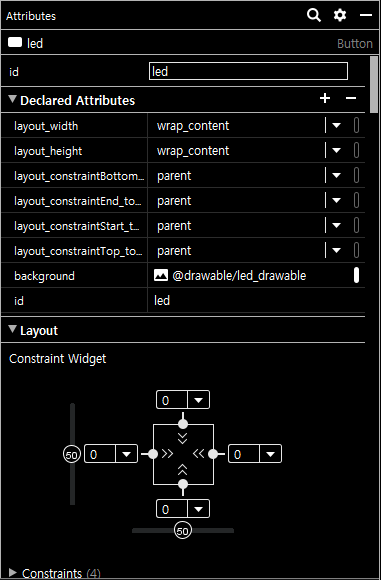 Attributes
led Button
id led
Declared Attributes
layout_width wrap_content
layout_height wrap_content
layout_constraintBottom... parent
layout_constraintEnd_to... parent
layout_constraintStart_t... parent
layout_constraintTop_to... parent
background @drawable/led_drawable
id led
Layout
Constraint Widget
0
50 0 0
0
50
Constraints (4)